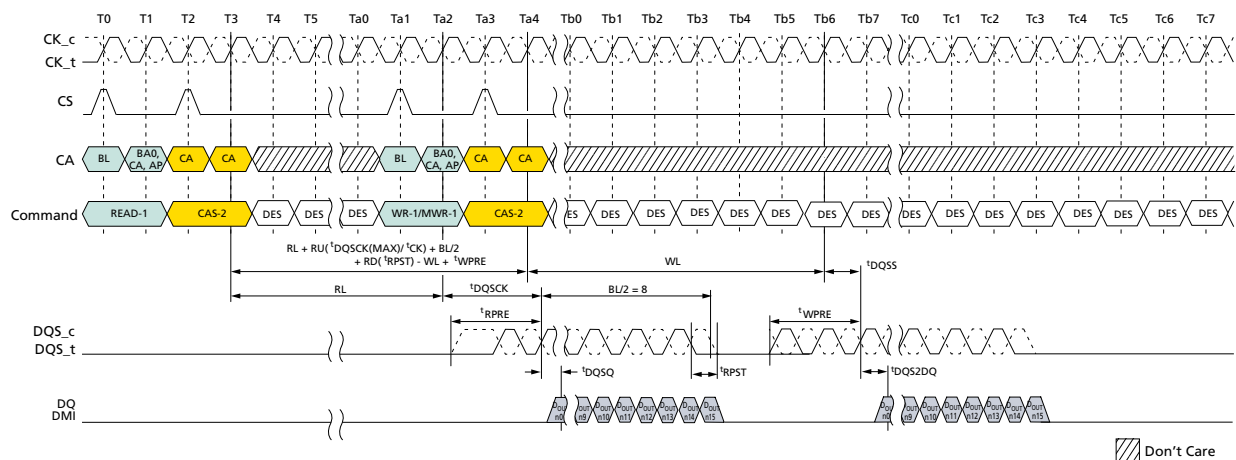 T0 T1 T2 T3 T4 T5 Ta0 Ta1 Ta2 Ta3 Ta4 Tb0 Tb1 Tb2 Tb3 Tb4 Tb5 Tb6 Tb7 Tc0 Tc1 Tc2 Tc3 Tc4 Tc5 Tc6 Tc7
CK_c
CK_t
CS
CA BL BA0, CA, AP CA CA BL BA0, CA, AP CA CA
Command READ-1 CAS-2 DES DES DES WR-1/MWR-1 CAS-2 ES DES DES DES DES DES DES DES DES DES DES DES DES DES DES DES
RL + RU(tDQSCK(MAX)/tCK) + BL/2
+ RD(tRPST) - WL + tWPRE
WL
tDQSS
RL tDQSCK BL/2 = 8
tRPRE tWPRE
DQS_c
DQS_t
tDQSQ tRPST tDQS2DQ
DQ
DMI
DOUT n0 DOUT n9 DOUT n10 DOUT n11 DOUT n12 DOUT n13 DOUT n14 DOUT n15 DOUT n0 DOUT n9 DOUT n10 DOUT n11 DOUT n12 DOUT n13 DOUT n14 DOUT n15
Don't Care